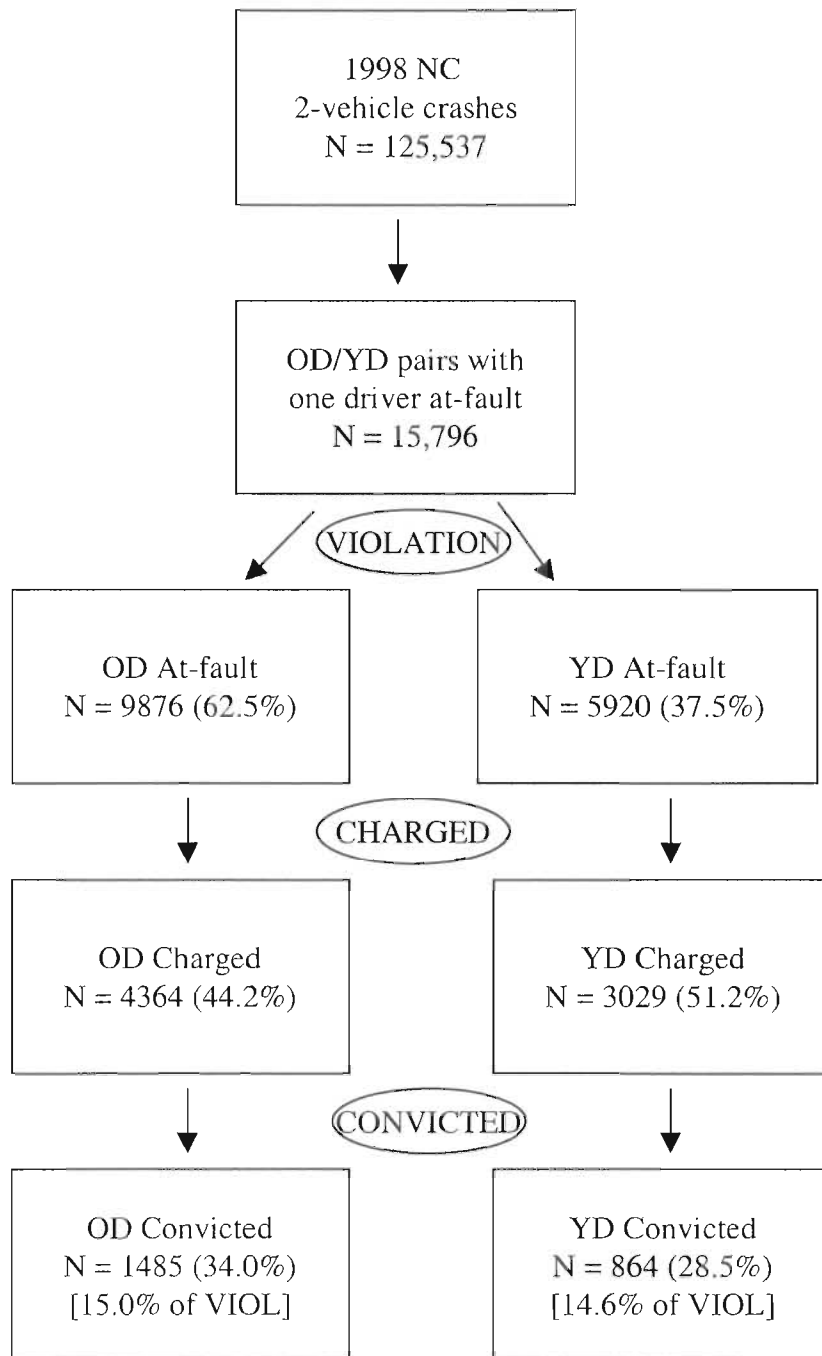 1998 NC
2-vehicle crashes
N = 125,537
OD/YD pairs with
one driver at-fault
N = 15,796
VIOLATION
OD At-fault
N = 9876 (62.5%)
YD At-fault
N = 5920 (37.5%)
CHARGED
OD Charged
N = 4364 (44.2%)
YD Charged
N = 3029 (51.2%)
CONVICTED
OD Convicted
N = 1485 (34.0%)
[15.0% of VIOL]
YD Convicted
N = 864 (28.5%)
[14.6% of VIOL]